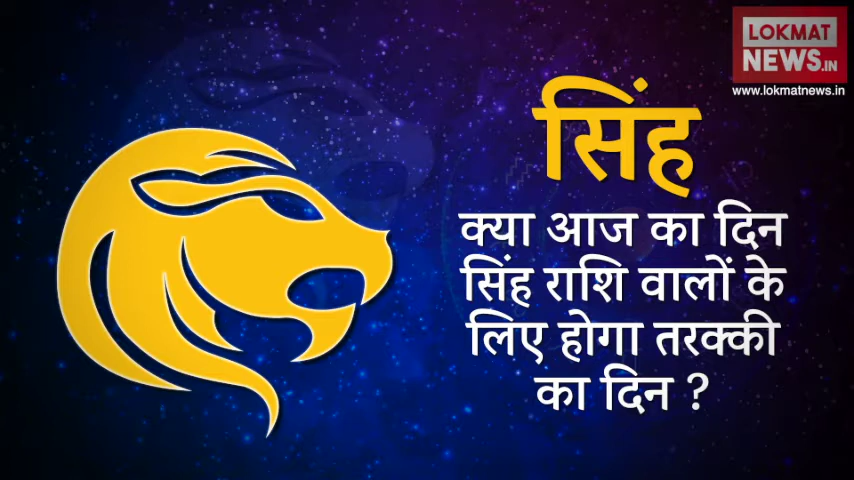 LOKMAT
NEWS.IN
www.lokmatnews.in
सिंह
क्या आज का दिन
सिंह राशि वालों के
लिए होगा तरक्की
का दिन ?